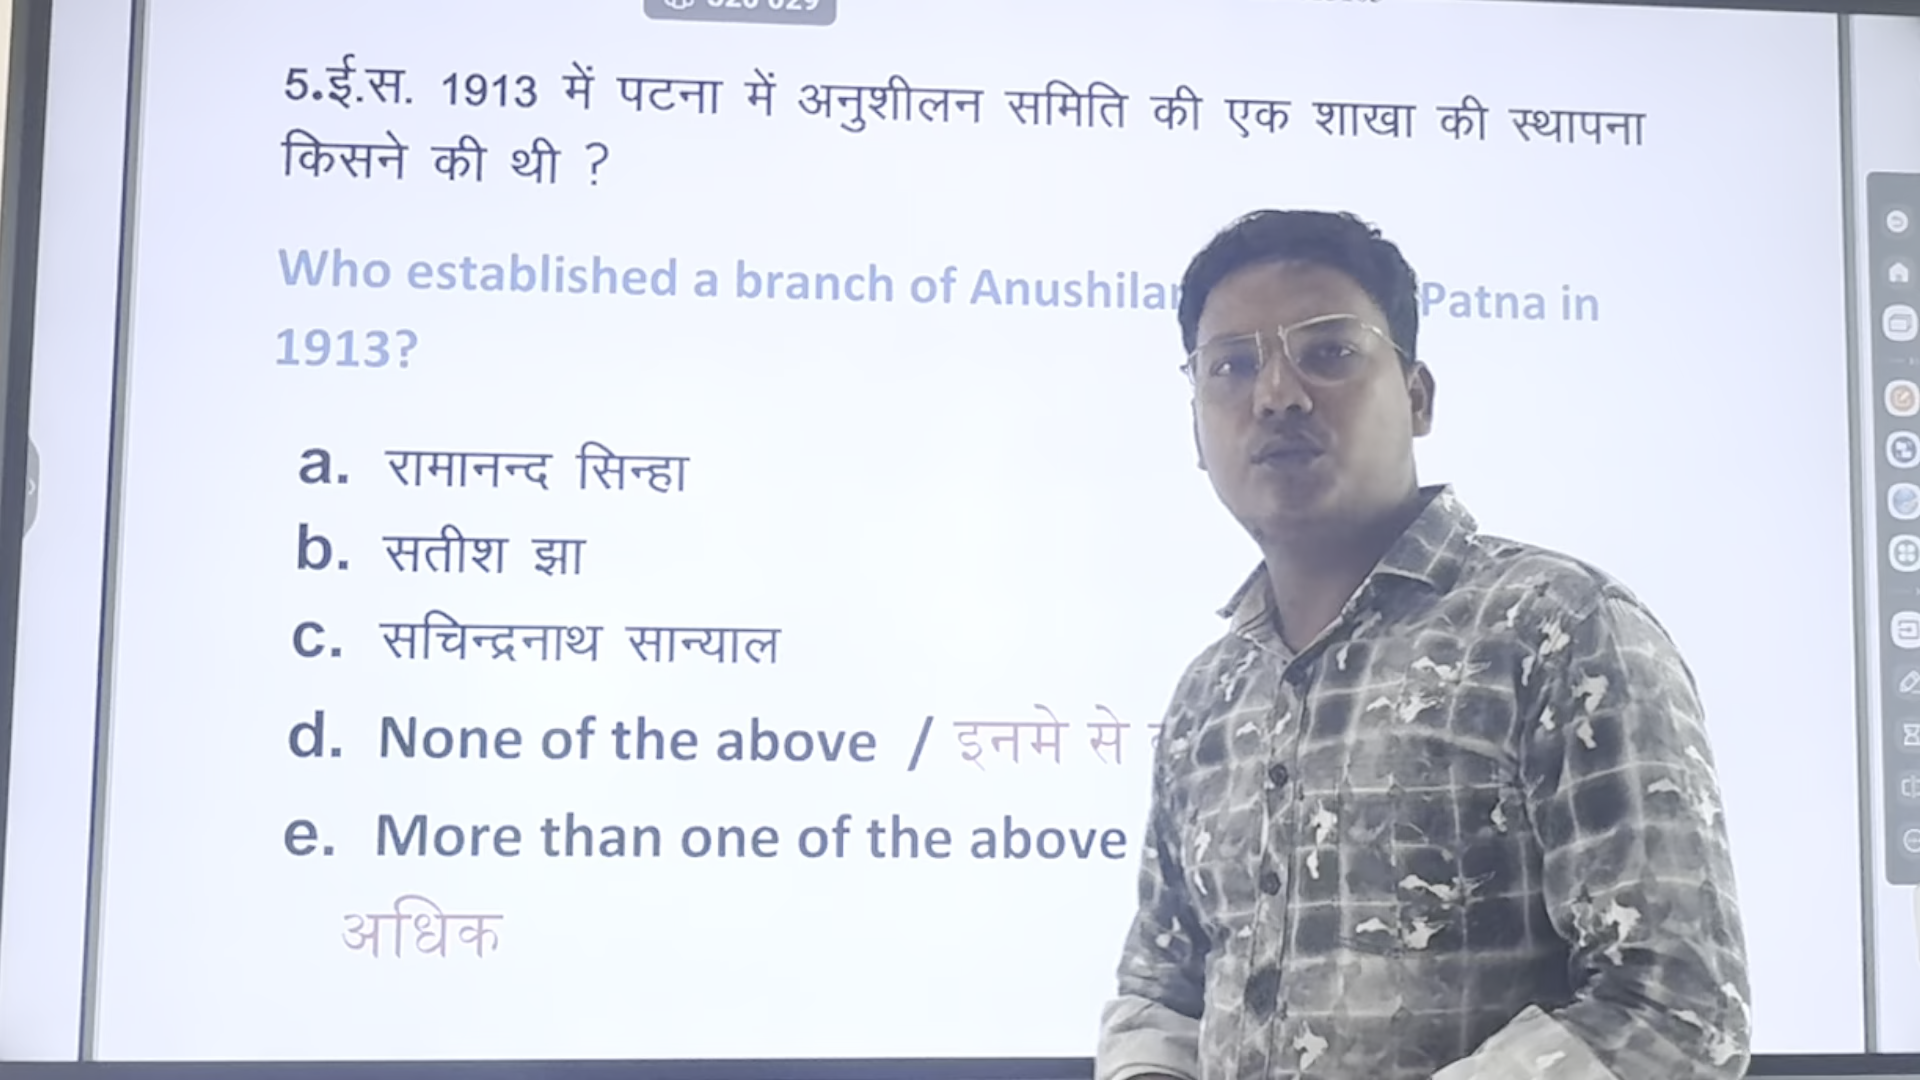 5.ई.स. 1913 में पटना में अनुशीलन समिति की एक शाखा की स्थापना
किसने की थी ?
Who established a branch of Patna in
1913?
a. रामानन्द सिन्हा
b. सतीश झा
c. सचिन्द्रनाथ सान्याल
d. None of the above / इनमे से
e. More than one of the above
अधिक